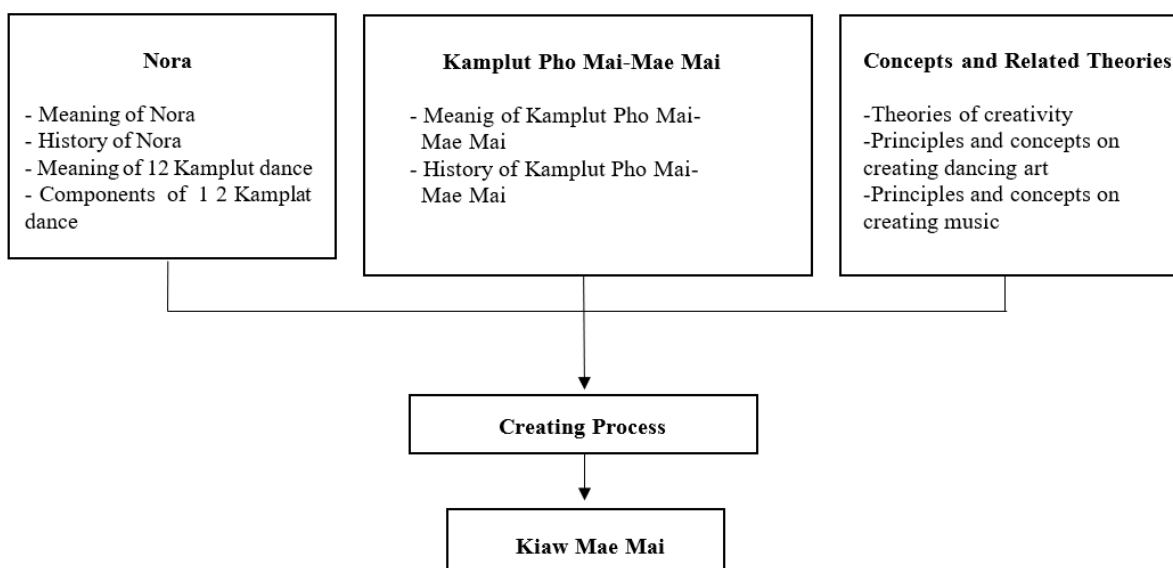 Nora
- Meaning of Nora
- History of Nora
- Meaning of 12 Kamplut dance
- Components of 1 2 Kamplat
dance
Kamplut Pho Mai-Mae Mai
- Meanig of Kamplut Pho Mai-
Mae Mai
- History of Kamplut Pho Mai-
Mae Mai
Concepts and Related Theories
-Theories of creativity
-Principles and concepts on
creating dancing art
-Principles and concepts on
creating music
Creating Process
Kiaw Mae Mai